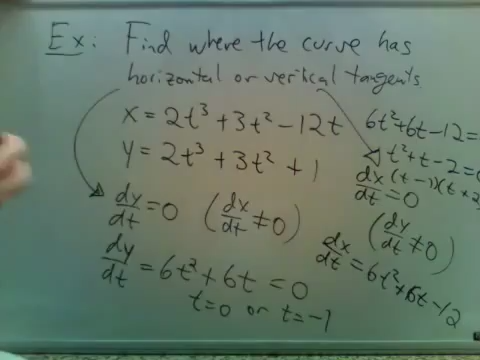 Ex: Find where the curve has
horizontal or vertical tangents
x = 2t³ + 3t² - 12t
y = 2t³ + 3t² + 1
dy/dt = 0 (dx/dt ≠ 0)
dy/dt = 6t² + 6t = 0
t = 0 or t = -1
6t² + 6t - 12 =
t² + t - 2 =
(t - 1)(t + 2
dx/dt = 0
(dy/dt ≠ 0)
dx/dt = 6t² + 6t - 12